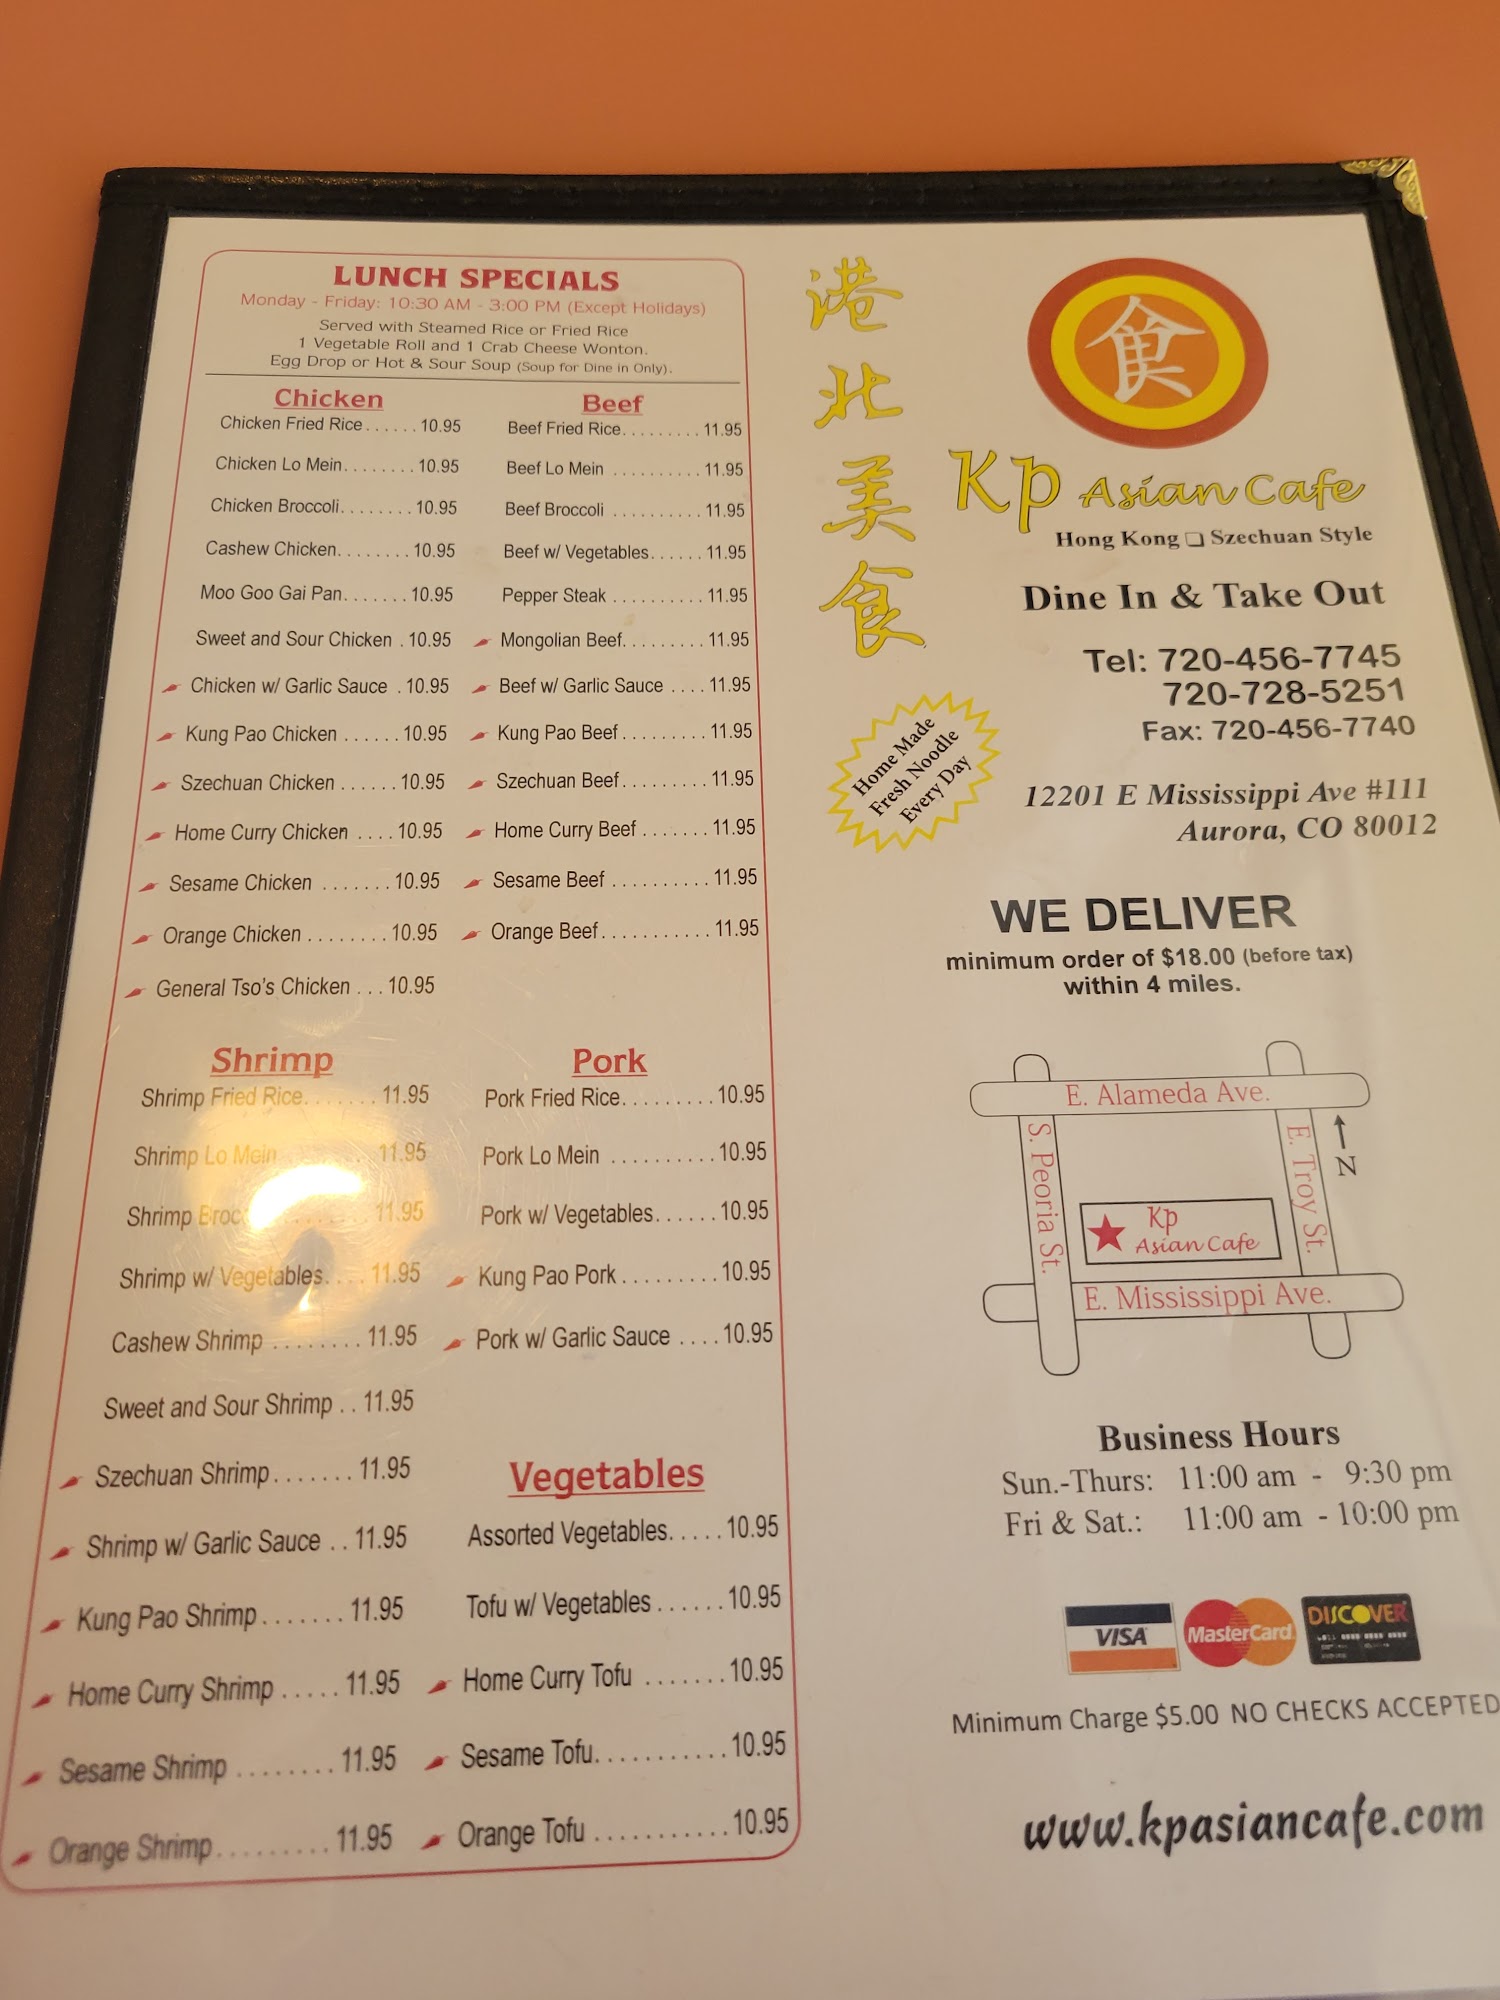 LUNCH SPECIALS
Monday - Friday: 10:30 AM - 3:00 PM (Except Holidays)
Served with Steamed Rice or Fried Rice
1 Vegetable Roll and 1 Crab Cheese Wonton.
Egg Drop or Hot & Sour Soup (Soup for Dine in Only).
Chicken
Chicken Fried Rice...... 10.95
Chicken Lo Mein........ 10.95
Chicken Broccoli........ 10.95
Cashew Chicken........ 10.95
Moo Goo Gai Pan....... 10.95
Sweet and Sour Chicken . 10.95
Chicken w/ Garlic Sauce . 10.95
Kung Pao Chicken ...... 10.95
Szechuan Chicken ...... 10.95
Home Curry Chicken .... 10.95
Sesame Chicken ....... 10.95
Orange Chicken ........ 10.95
General Tso's Chicken ... 10.95
Beef
Beef Fried Rice......... 11.95
Beef Lo Mein .......... 11.95
Beef Broccoli .......... 11.95
Beef w/ Vegetables...... 11.95
Pepper Steak .......... 11.95
Mongolian Beef......... 11.95
Beef w/ Garlic Sauce .... 11.95
Kung Pao Beef ......... 11.95
Szechuan Beef......... 11.95
Home Curry Beef ....... 11.95
Sesame Beef .......... 11.95
Orange Beef........... 11.95
Shrimp
Shrimp Fried Rice....... 11.95
Shrimp Lo Mein ........ 11.95
Shrimp ........ 11.95
Shrimp w/ Vegetables.... 11.95
Cashew Shrimp ........ 11.95
Sweet and Sour Shrimp .. 11.95
Szechuan Shrimp....... 11.95
Shrimp w/ Garlic Sauce .. 11.95
Kung Pao Shrimp ....... 11.95
Home Curry Shrimp ..... 11.95
Sesame Shrimp ........ 11.95
Orange Shrimp......... 11.95
Pork
Pork Fried Rice......... 10.95
Pork Lo Mein .......... 10.95
Pork w/ Vegetables...... 10.95
Kung Pao Pork ......... 10.95
Pork w/ Garlic Sauce .... 10.95
Vegetables
Assorted Vegetables..... 10.95
Tofu w/ Vegetables ...... 10.95
Home Curry Tofu ....... 10.95
Sesame Tofu........... 10.95
Orange Tofu ........... 10.95
港北美食
食
Kp Asian Cafe
Hong Kong ❏ Szechuan Style
Dine In & Take Out
Tel: 720-456-7745
720-728-5251
Fax: 720-456-7740
Home Made
Fresh Noodle
Every Day
12201 E Mississippi Ave #111
Aurora, CO 80012
WE DELIVER
minimum order of $18.00 (before tax)
within 4 miles.
E. Alameda Ave.
S. Peoria St.
E. Troy St.
N
Kp
Asian Cafe
E. Mississippi Ave.
Business Hours
Sun.-Thurs: 11:00 am - 9:30 pm
Fri & Sat.: 11:00 am - 10:00 pm
VISA MasterCard DISCOVER
Minimum Charge $5.00 NO CHECKS ACCEPTED
www.kpasiancafe.com